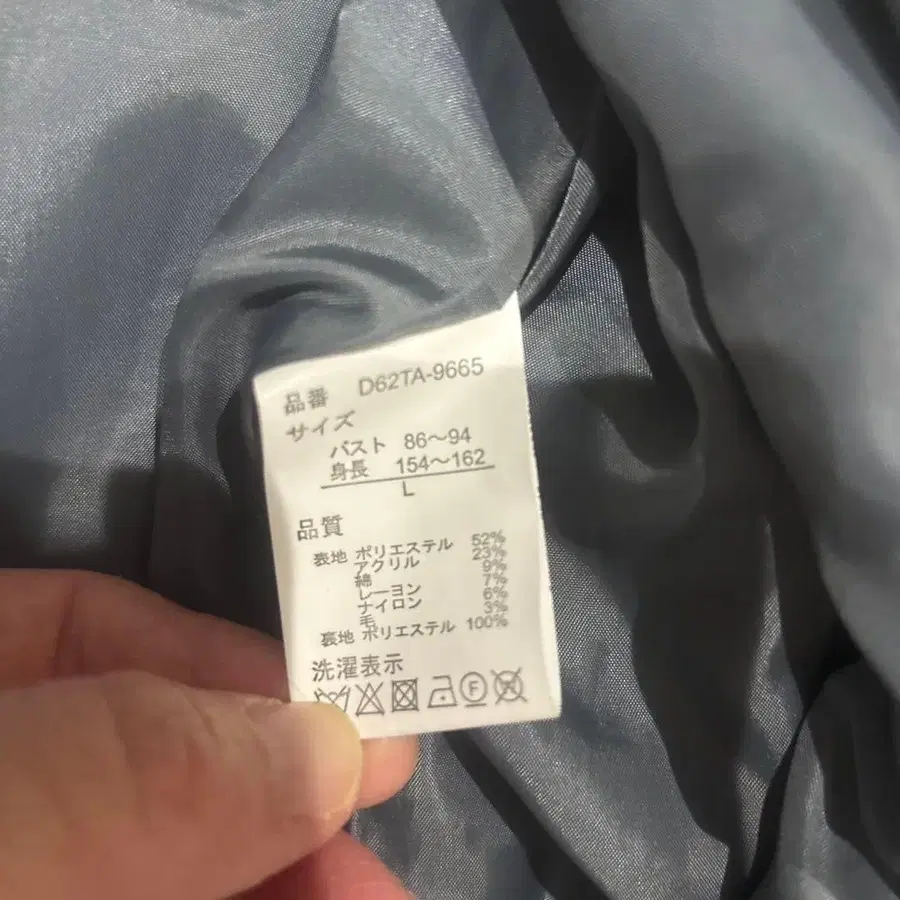 品番 D62TA-9665
サイズ
バスト 86～94
身長 154～162
L
品質
表地 ポリエステル 52%
アクリル 23%
綿 9%
レーヨン 7%
ナイロン 6%
毛 3%
裏地 ポリエステル 100%
洗濯表示
F